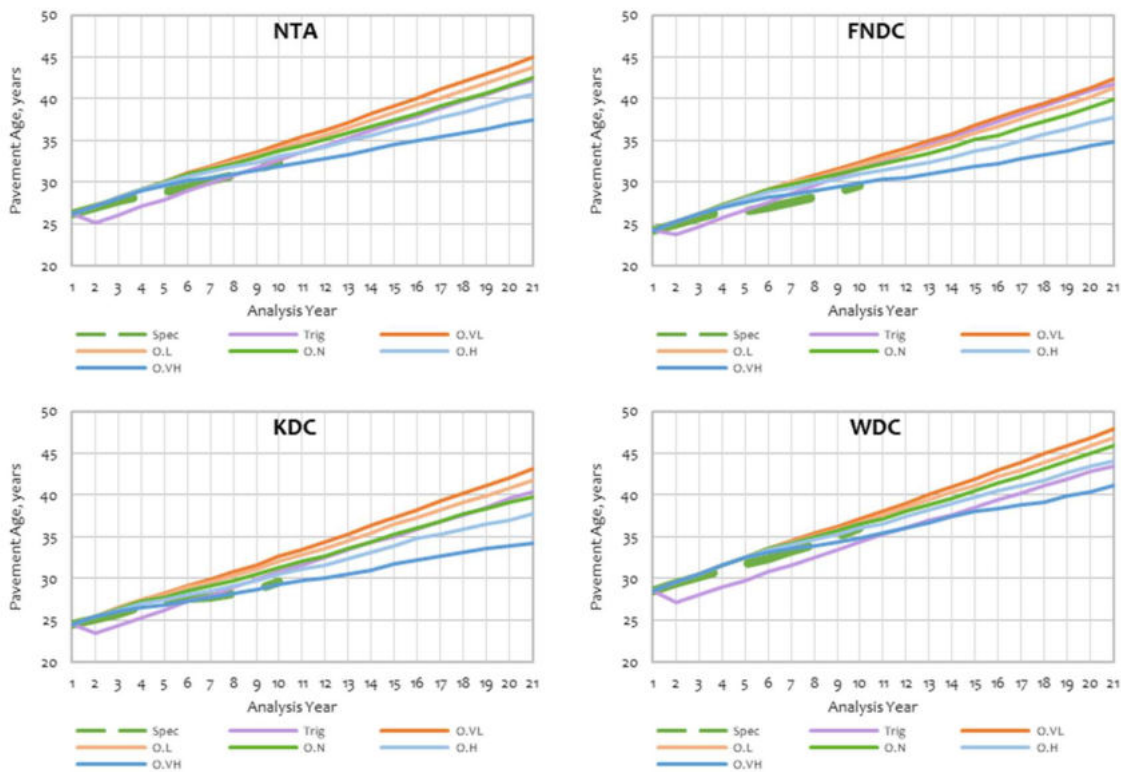 NTA
Pavement Age, years
50
45
40
35
30
25
20
1 2 3 4 5 6 7 8 9 10 11 12 13 14 15 16 17 18 19 20 21
Analysis Year
Spec Trig O.VL
O.L O.N O.H
O.VH
FNDC
Pavement Age, years
50
45
40
35
30
25
20
1 2 3 4 5 6 7 8 9 10 11 12 13 14 15 16 17 18 19 20 21
Analysis Year
Spec Trig O.VL
O.L O.N O.H
O.VH
KDC
Pavement Age, years
50
45
40
35
30
25
20
1 2 3 4 5 6 7 8 9 10 11 12 13 14 15 16 17 18 19 20 21
Analysis Year
Spec Trig O.VL
O.L O.N O.H
O.VH
WDC
Pavement Age, years
50
45
40
35
30
25
20
1 2 3 4 5 6 7 8 9 10 11 12 13 14 15 16 17 18 19 20 21
Analysis Year
Spec Trig O.VL
O.L O.N O.H
O.VH